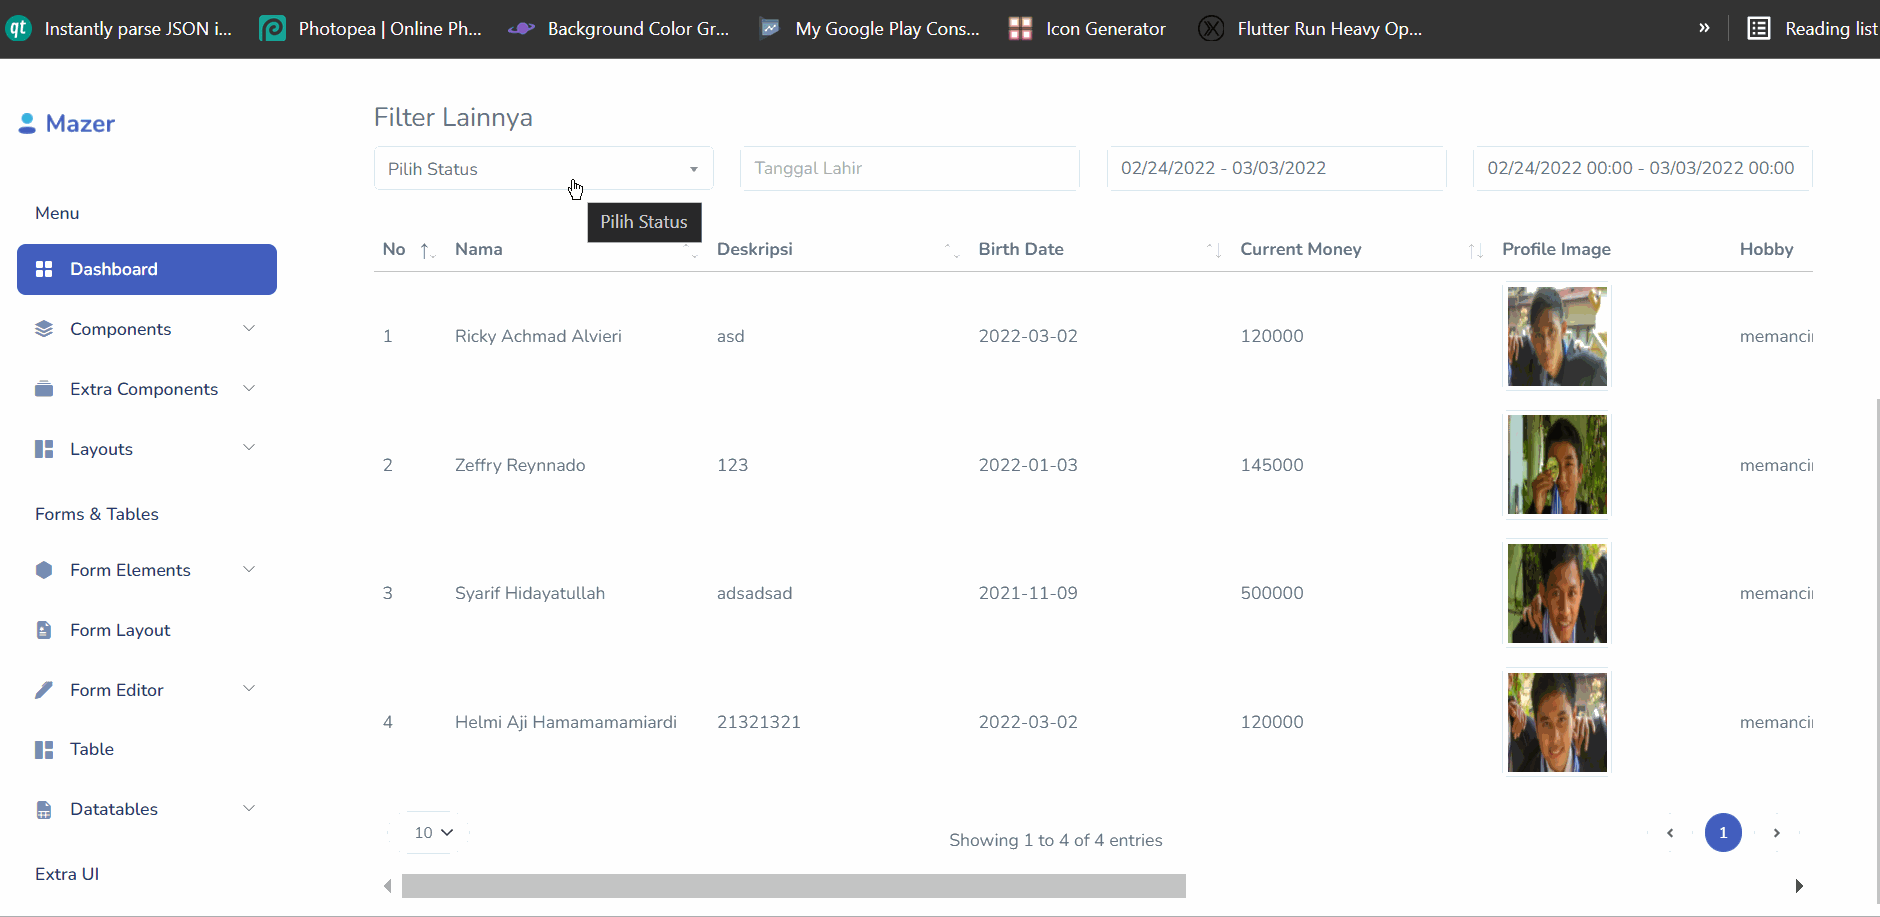 Instantly parse JSON i...
Photopea | Online Ph...
Background Color Gr...
My Google Play Cons...
Icon Generator
Flutter Run Heavy Op...
»
Reading list
Mazer
Menu
Dashboard
Components
Extra Components
Layouts
Forms & Tables
Form Elements
Form Layout
Form Editor
Table
Datatables
Extra UI
Filter Lainnya
Pilih Status
Tanggal Lahir
02/24/2022 - 03/03/2022
02/24/2022 00:00 - 03/03/2022 00:00
Pilih Status
No Nama Deskripsi Birth Date Current Money Profile Image Hobby
1 Ricky Achmad Alvieri asd 2022-03-02 120000 memancin
2 Zeffry Reynnado 123 2022-01-03 145000 memancin
3 Syarif Hidayatullah adsadsad 2021-11-09 500000 memancin
4 Helmi Aji Hamamamamiardi 21321321 2022-03-02 120000 memancin
10
Showing 1 to 4 of 4 entries
‹ 1 ›